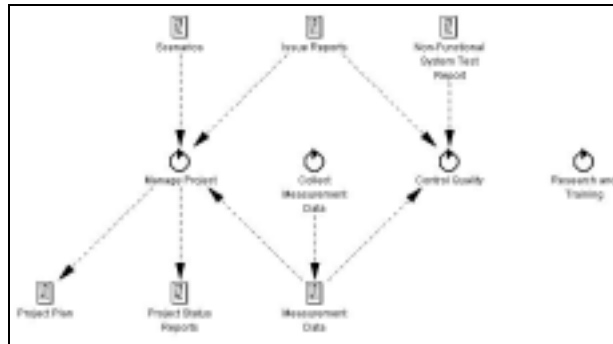 Scenarios
Issue Reports
Non-Functional
System Test
Report
Manage Project
Collect
Measurement
Data
Control Quality
Research and
Training
Project Plan
Project Status
Reports
Measurement
Data